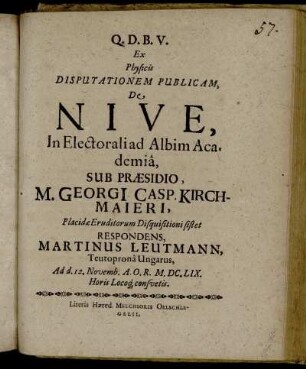 57.
Q. D. B. V.
Ex
Physicis
DISPUTATIONEM PUBLICAM,
De
NIVE,
In Electorali ad Albim Aca-
demiâ,
SUB PRÆSIDIO,
M. GEORGI CASP. KIRCH-
MAIERI,
Placidæ Eruditorum Disquisitioni sistet
RESPONDENS,
MARTINUS LEUTMANN,
Teutopronâ Ungarus,
Ad d. 12. Novemb. A. O. R. M. DC. LIX.
Horis Locoq; consvetis.
Literis Hæred. MELCHIORIS OELSCHLE-
GELII.